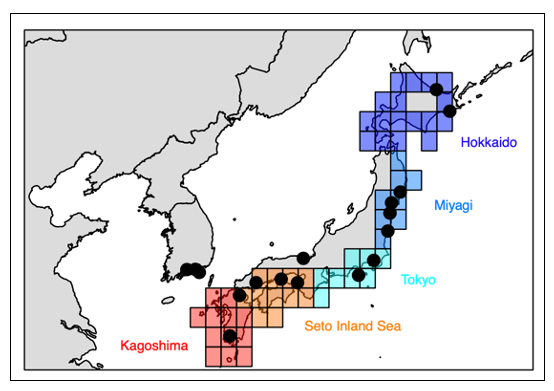 Hokkaido
Miyagi
Tokyo
Seto Inland Sea
Kagoshima